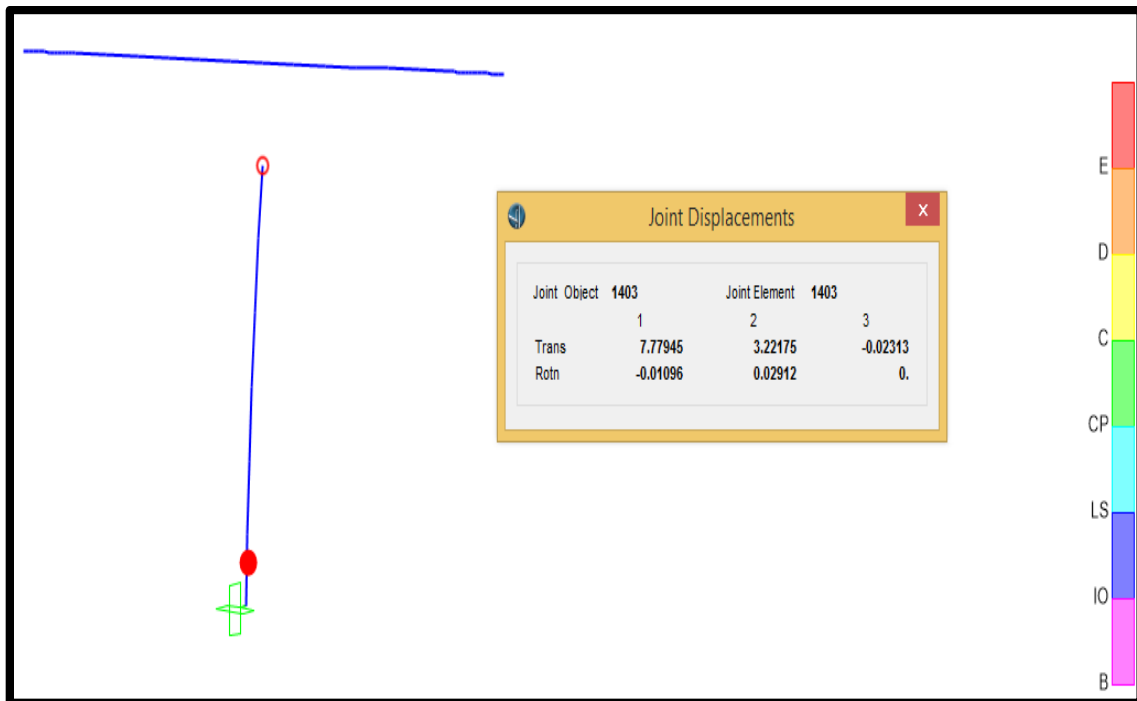 Joint Displacements x
Joint Object 1403 Joint Element 1403
1 2 3
Trans 7.77945 3.22175 -0.02313
Rotn -0.01096 0.02912 0.
E
D
C
CP
LS
IO
B